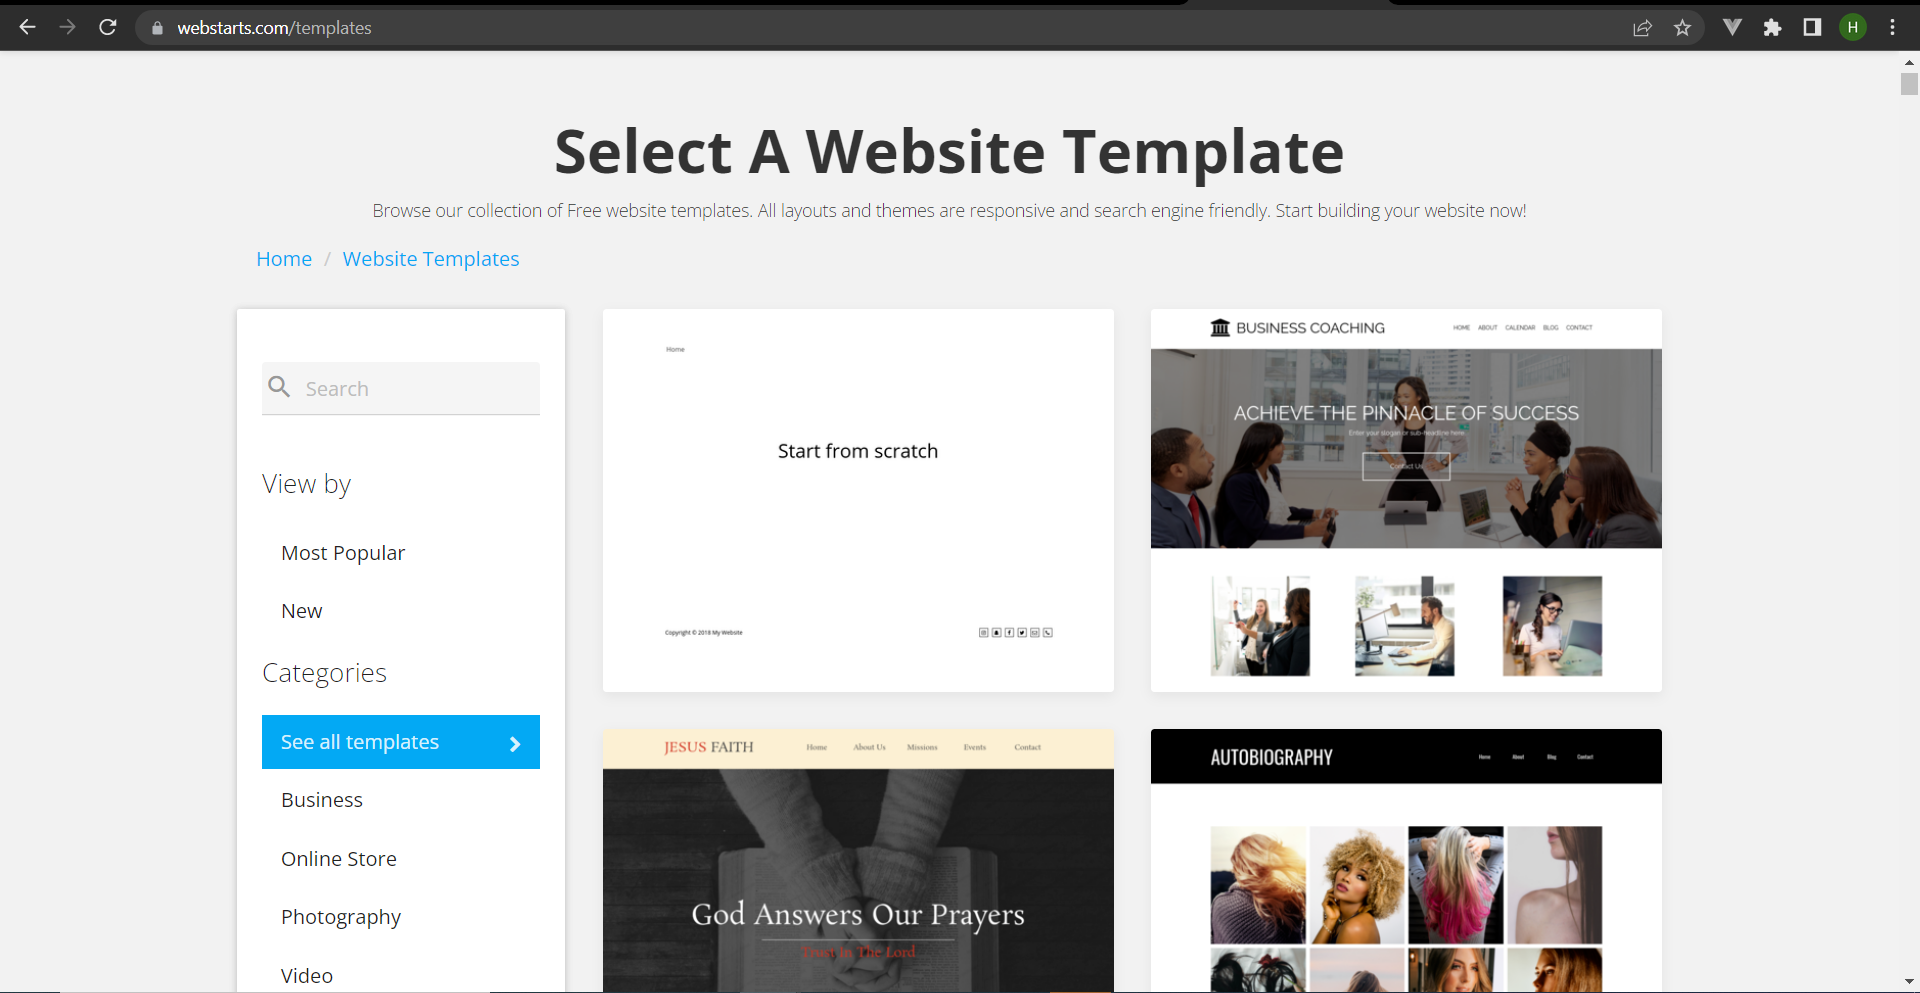 webstarts.com/templates
H
Select A Website Template
Browse our collection of Free website templates. All layouts and themes are responsive and search engine friendly. Start building your website now!
Home / Website Templates
Search
View by
Most Popular
New
Categories
See all templates
Business
Online Store
Photography
Video
Home
Start from scratch
Copyright © 2018 My Website
BUSINESS COACHING
HOME ABOUT CALENDAR BLOG CONTACT
ACHIEVE THE PINNACLE OF SUCCESS
Enter your slogan or sub-headline here.
Contact Us
JESUS FAITH
Home About Us Missions Events Contact
God Answers Our Prayers
Trust in The Lord
AUTOBIOGRAPHY
Home About Blog Contact